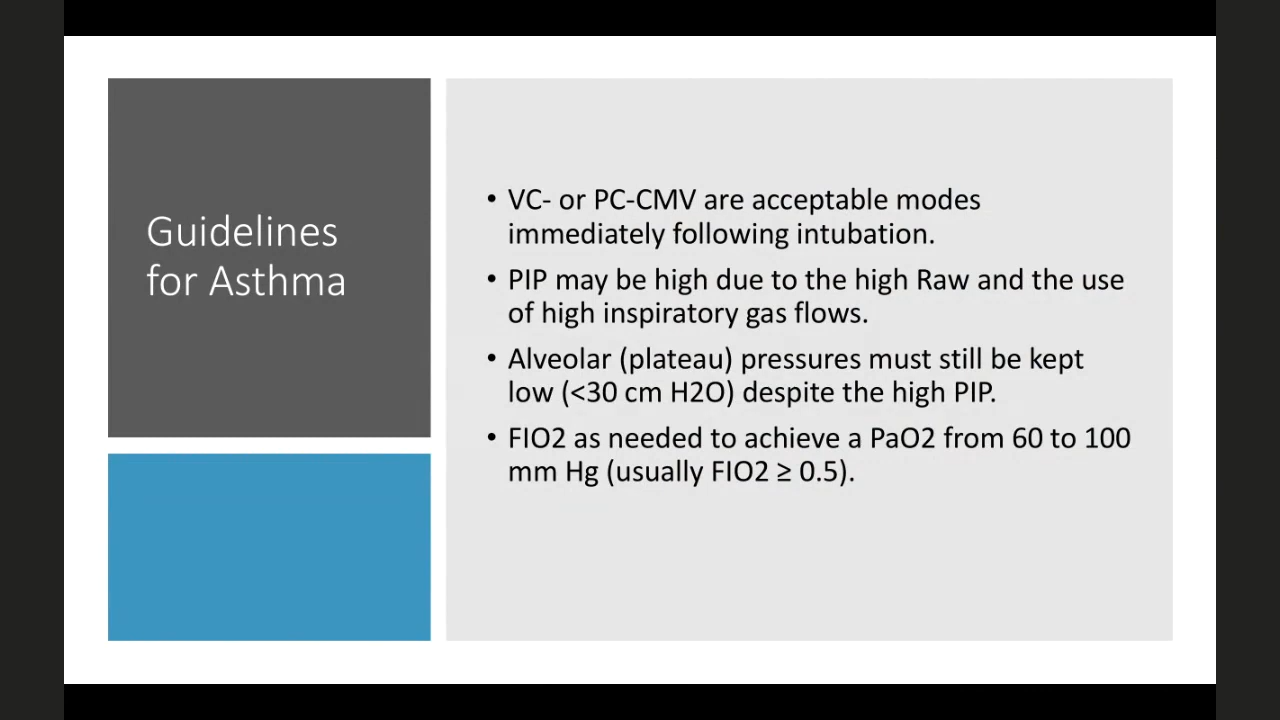 Guidelines
for Asthma
• VC- or PC-CMV are acceptable modes
immediately following intubation.
• PIP may be high due to the high Raw and the use
of high inspiratory gas flows.
• Alveolar (plateau) pressures must still be kept
low (<30 cm H2O) despite the high PIP.
• FIO2 as needed to achieve a PaO2 from 60 to 100
mm Hg (usually FIO2 ≥ 0.5).